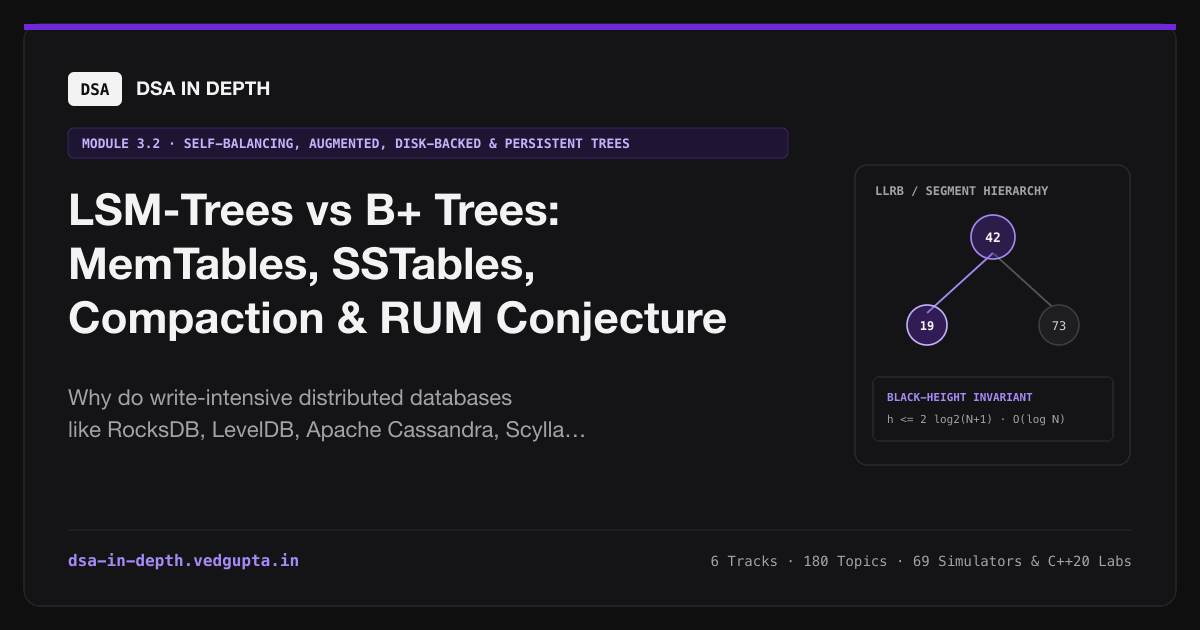 DSA
DSA IN DEPTH
MODULE 3.2 · SELF-BALANCING, AUGMENTED, DISK-BACKED & PERSISTENT TREES
LSM-Trees vs B+ Trees:
MemTables, SSTables,
Compaction & RUM Conjecture
Why do write-intensive distributed databases
like RocksDB, LevelDB, Apache Cassandra, Scylla…
LLRB / SEGMENT HIERARCHY
42
19
73
BLACK-HEIGHT INVARIANT
h <= 2 log2(N+1) · O(log N)
dsa-in-depth.vedgupta.in
6 Tracks · 180 Topics · 69 Simulators & C++20 Labs